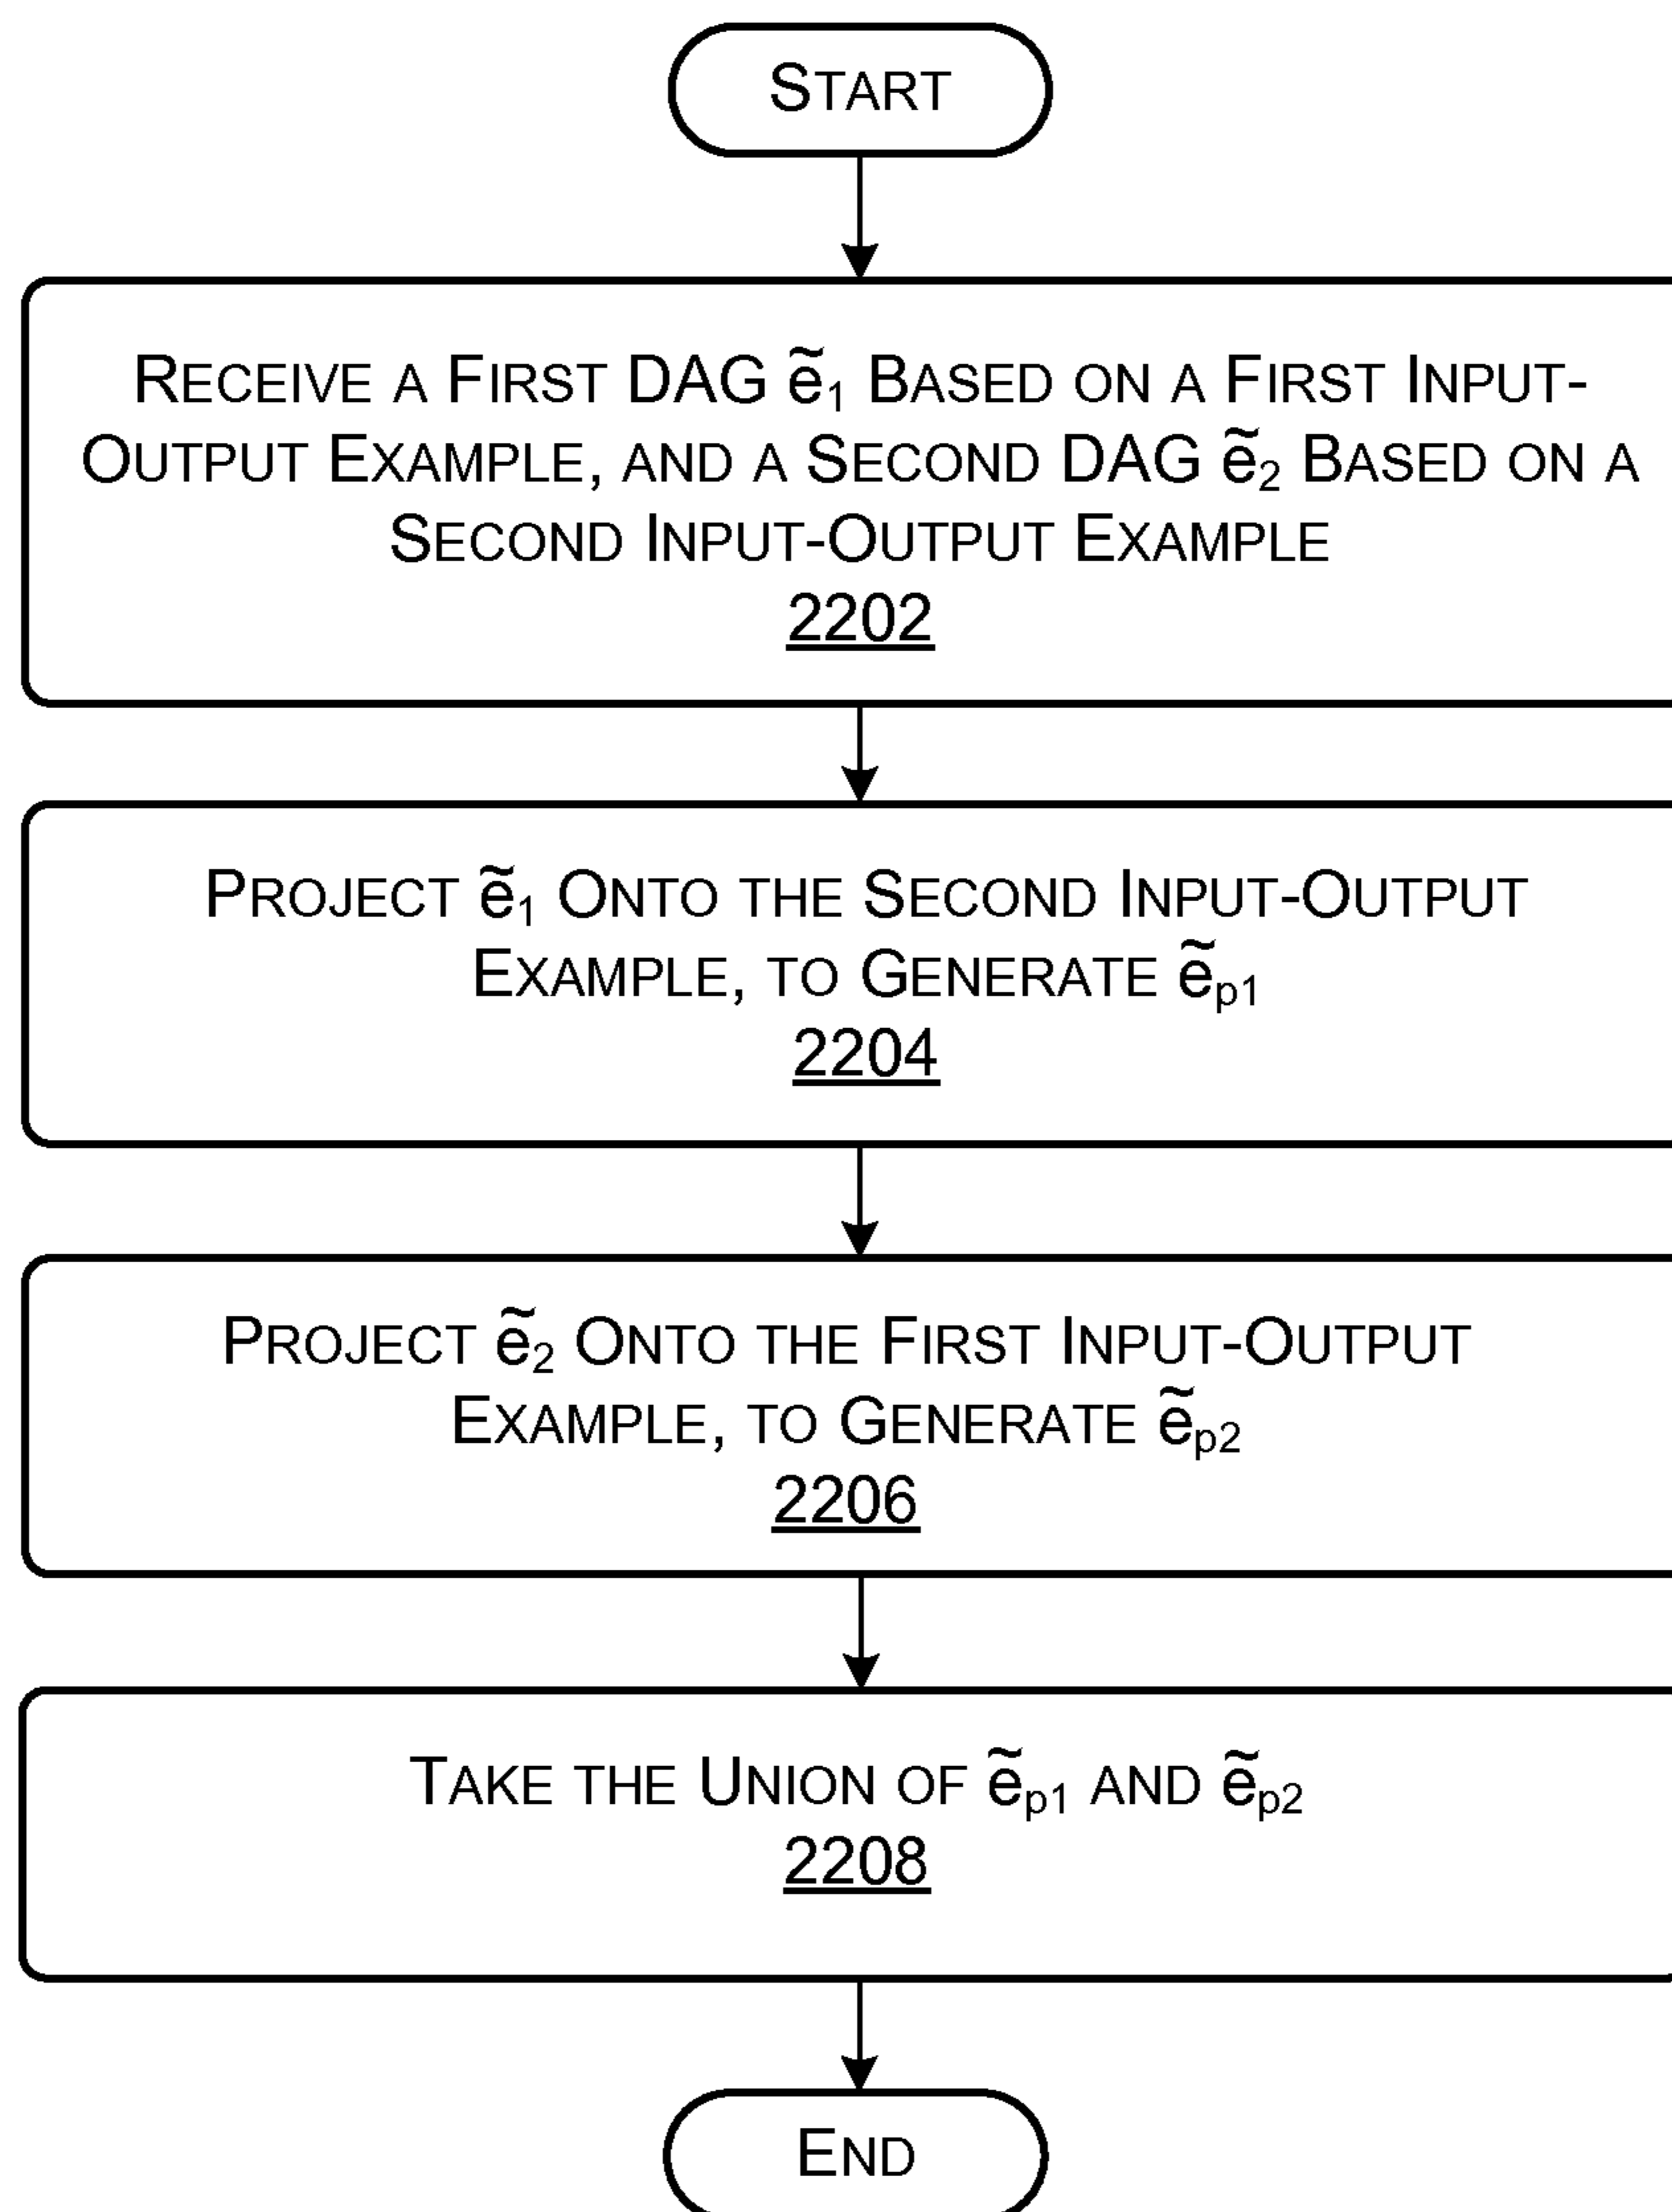 START
RECEIVE A FIRST DAG ẽ₁ BASED ON A FIRST INPUT-
OUTPUT EXAMPLE, AND A SECOND DAG ẽ₂ BASED ON A
SECOND INPUT-OUTPUT EXAMPLE
2202
PROJECT ẽ₁ ONTO THE SECOND INPUT-OUTPUT
EXAMPLE, TO GENERATE ẽp1
2204
PROJECT ẽ₂ ONTO THE FIRST INPUT-OUTPUT
EXAMPLE, TO GENERATE ẽp2
2206
TAKE THE UNION OF ẽp1 AND ẽp2
2208
END